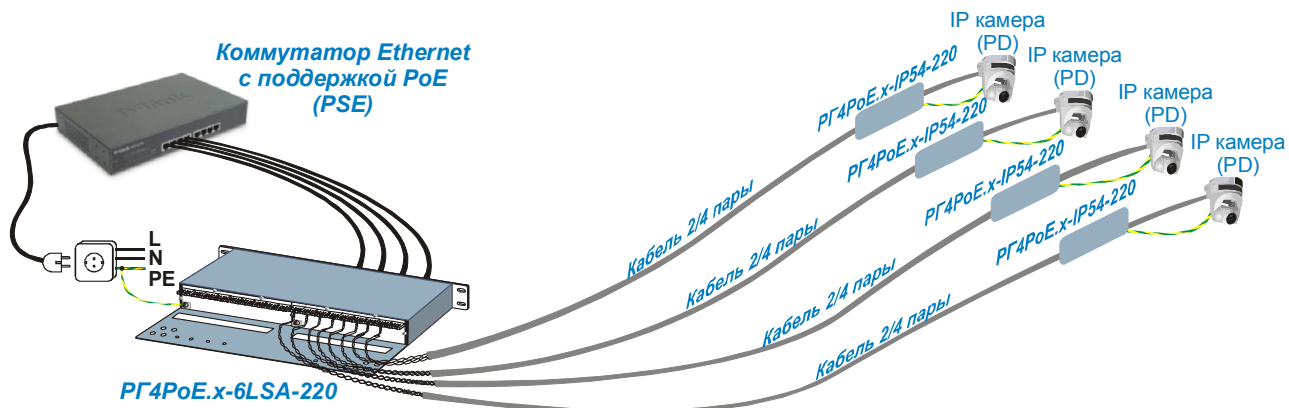 Коммутатор Ethernet
с поддержкой PoE
(PSE)
D-Link
L
N
PE
РГ4PoE.x-6LSA-220
IP камера
(PD)
IP камера
(PD)
IP камера
(PD)
IP камера
(PD)
РГ4PoE.x-IP54-220
РГ4PoE.x-IP54-220
РГ4PoE.x-IP54-220
РГ4PoE.x-IP54-220
Кабель 2/4 пары
Кабель 2/4 пары
Кабель 2/4 пары
Кабель 2/4 пары